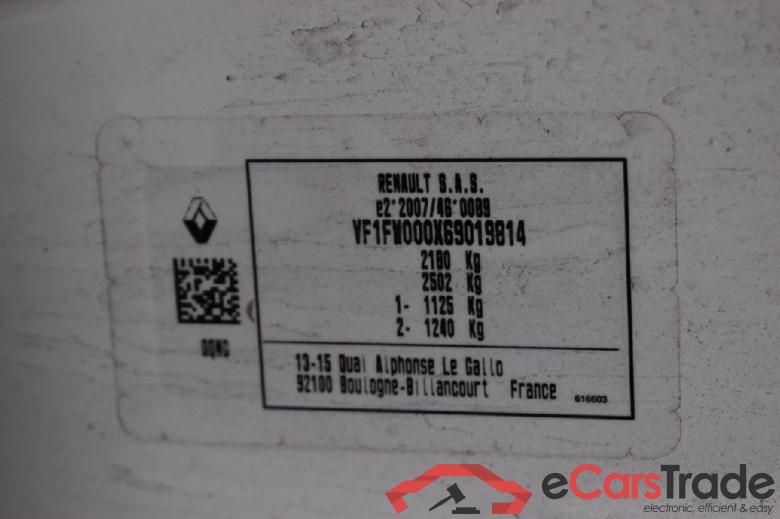 RENAULT S.A.S.
e2*2007/46*0089
VF1FW000X69019814
2180 Kg
2502 Kg
1- 1125 Kg
2- 1240 Kg
13-15 Quai Alphonse Le Gallo
92100 Boulogne-Billancourt France
616603
eCarsTrade
electronic, efficient & easy